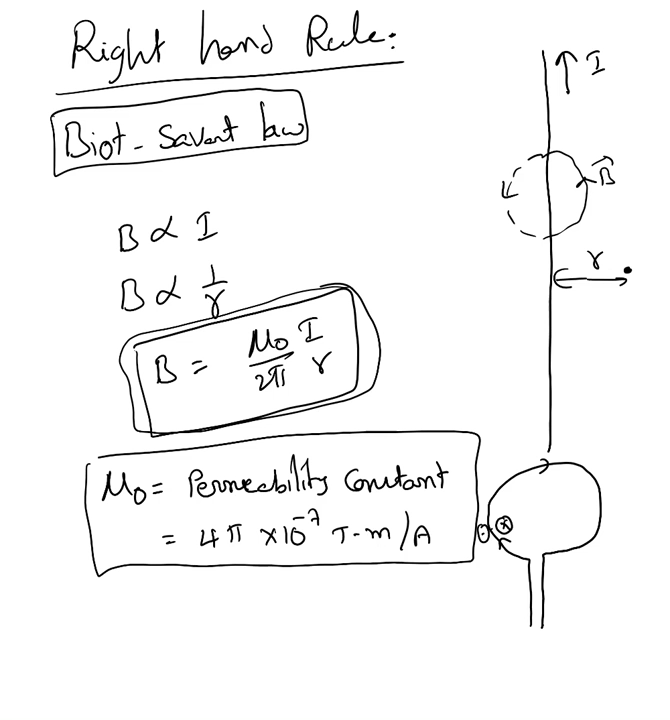 Right hand Rule:
Biot - Savart law
B ∝ I
B ∝ 1/r
B = μ₀/2π I/r
μ₀ = Permeability Constant
= 4π ×10⁻⁷ T-m/A
↑ I
B⃗
r